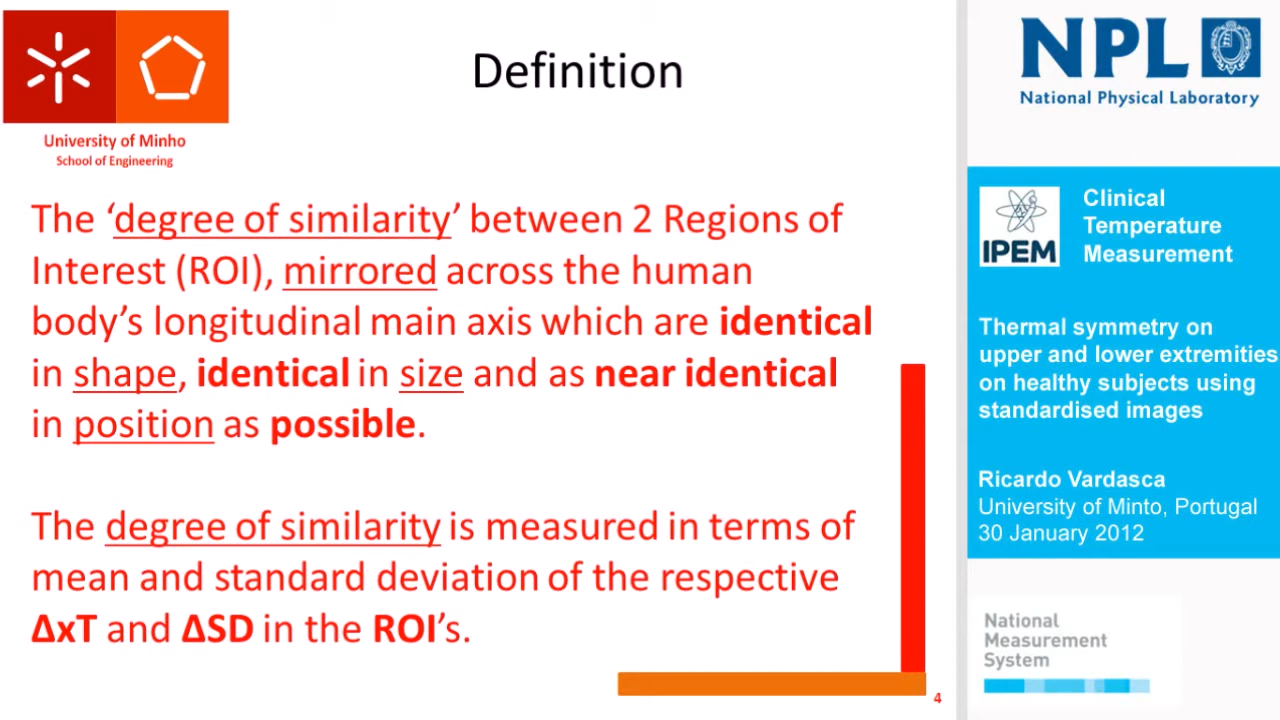 Definition
University of Minho
School of Engineering
The ‘degree of similarity’ between 2 Regions of
Interest (ROI), mirrored across the human
body’s longitudinal main axis which are identical
in shape, identical in size and as near identical
in position as possible.
The degree of similarity is measured in terms of
mean and standard deviation of the respective
ΔxT and ΔSD in the ROI’s.
4
NPL
National Physical Laboratory
IPEM
Clinical
Temperature
Measurement
Thermal symmetry on
upper and lower extremities
on healthy subjects using
standardised images
Ricardo Vardasca
University of Minto, Portugal
30 January 2012
National
Measurement
System